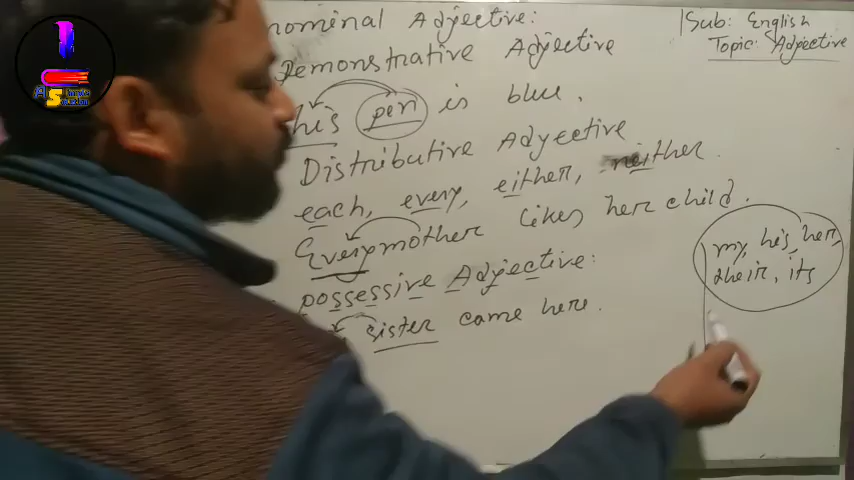 nominal Adjective:
Demonstrative Adjective
his pen is blue.
Distributive Adjective
each, every, either, neither.
Every mother likes her child.
possessive Adjective:
sister came here.
Sub: English
Topic: Adjective
my, his, her,
their, its